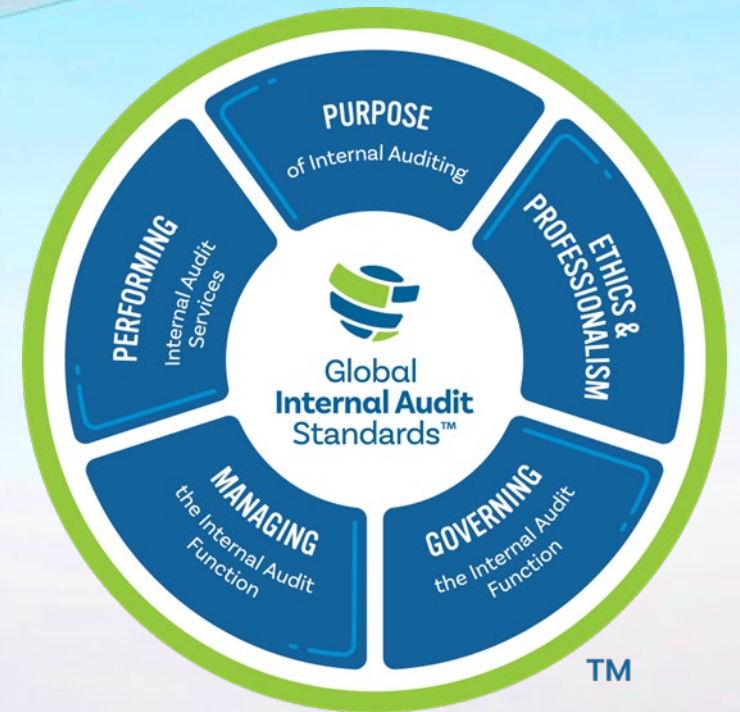 PURPOSE
of Internal Auditing
ETHICS &
PROFESSIONALISM
GOVERNING
the Internal Audit
Function
MANAGING
the Internal Audit
Function
PERFORMING
Internal Audit
Services
Global
Internal Audit
Standards™
TM